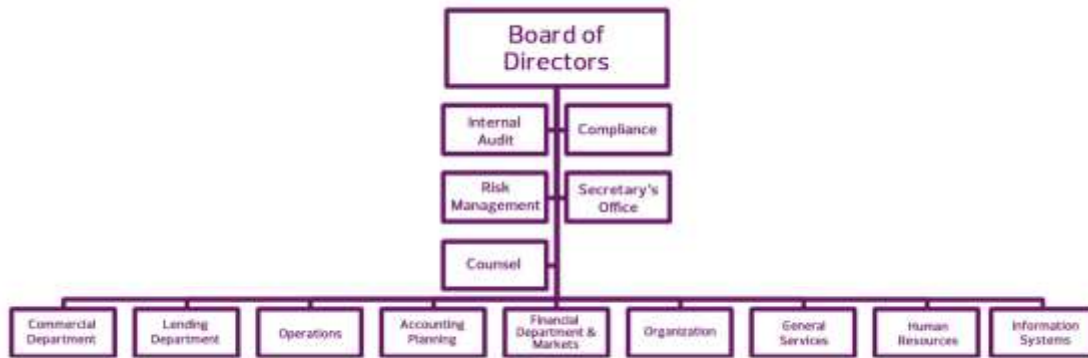 Board of
Directors
Internal
Audit
Compliance
Risk
Management
Secretary's
Office
Counsel
Commercial
Department
Lending
Department
Operations
Accounting
Planning
Financial
Department &
Markets
Organization
General
Services
Human
Resources
Information
Systems